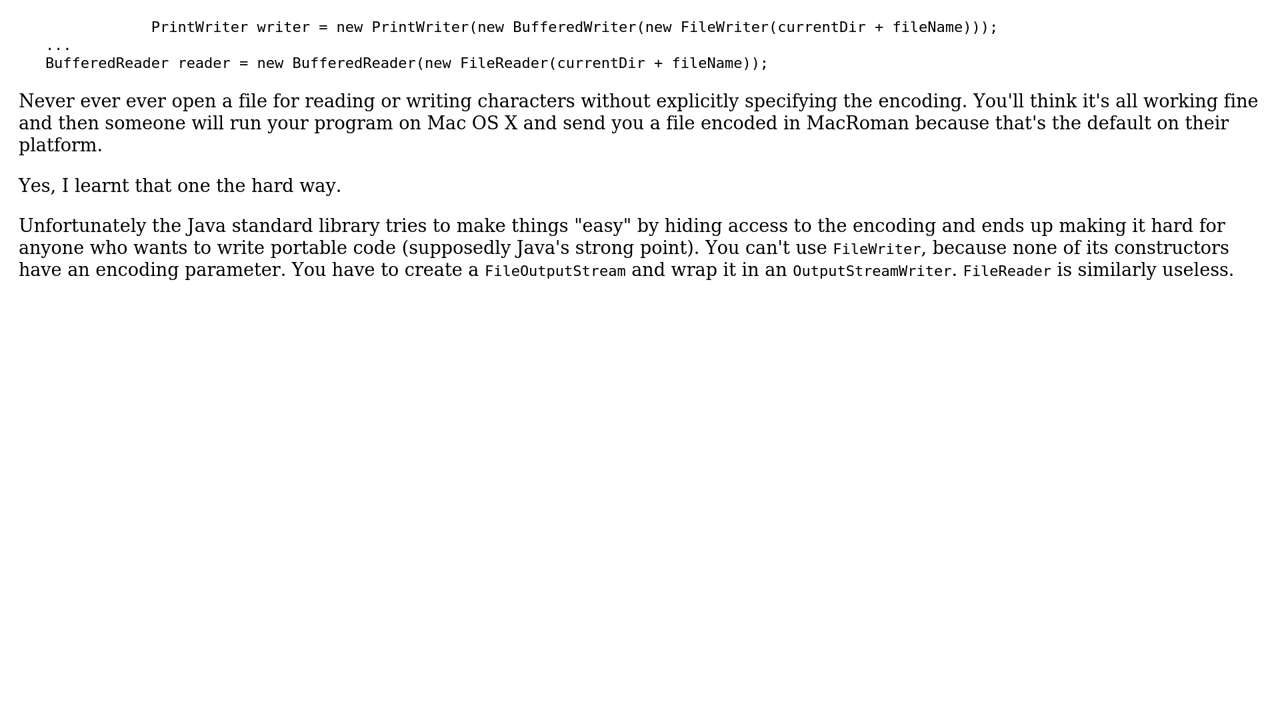 PrintWriter writer = new PrintWriter(new BufferedWriter(new FileWriter(currentDir + fileName)));
...
BufferedReader reader = new BufferedReader(new FileReader(currentDir + fileName));
Never ever ever open a file for reading or writing characters without explicitly specifying the encoding. You'll think it's all working fine
and then someone will run your program on Mac OS X and send you a file encoded in MacRoman because that's the default on their
platform.
Yes, I learnt that one the hard way.
Unfortunately the Java standard library tries to make things "easy" by hiding access to the encoding and ends up making it hard for
anyone who wants to write portable code (supposedly Java's strong point). You can't use FileWriter, because none of its constructors
have an encoding parameter. You have to create a FileOutputStream and wrap it in an OutputStreamWriter. FileReader is similarly useless.